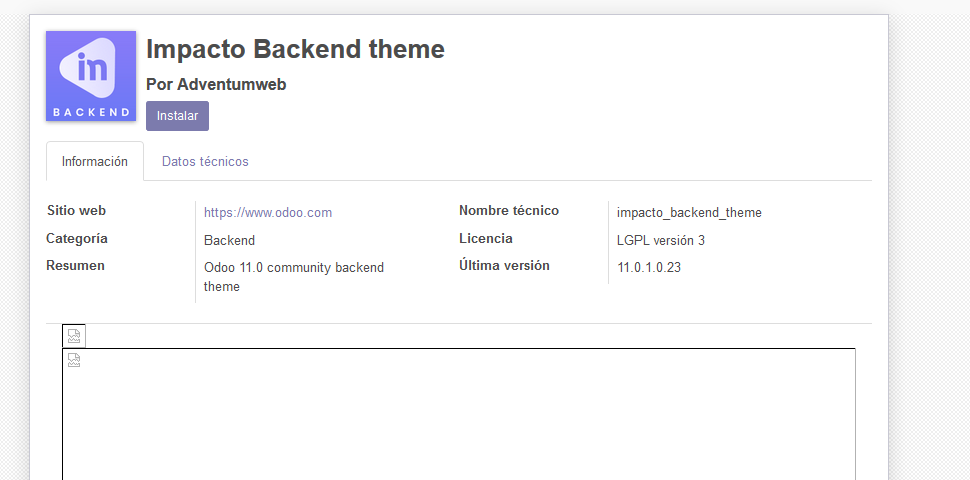 in
BACKEND
Impacto Backend theme
Por Adventumweb
Instalar
Información
Datos técnicos
Sitio web
https://www.odoo.com
Nombre técnico
impacto_backend_theme
Categoría
Backend
Licencia
LGPL versión 3
Resumen
Odoo 11.0 community backend
theme
Última versión
11.0.1.0.23